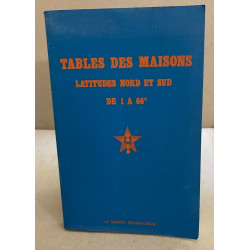 TABLES DES MAISONS
LATITUDES NORD ET SUD
DE 1 A 66°